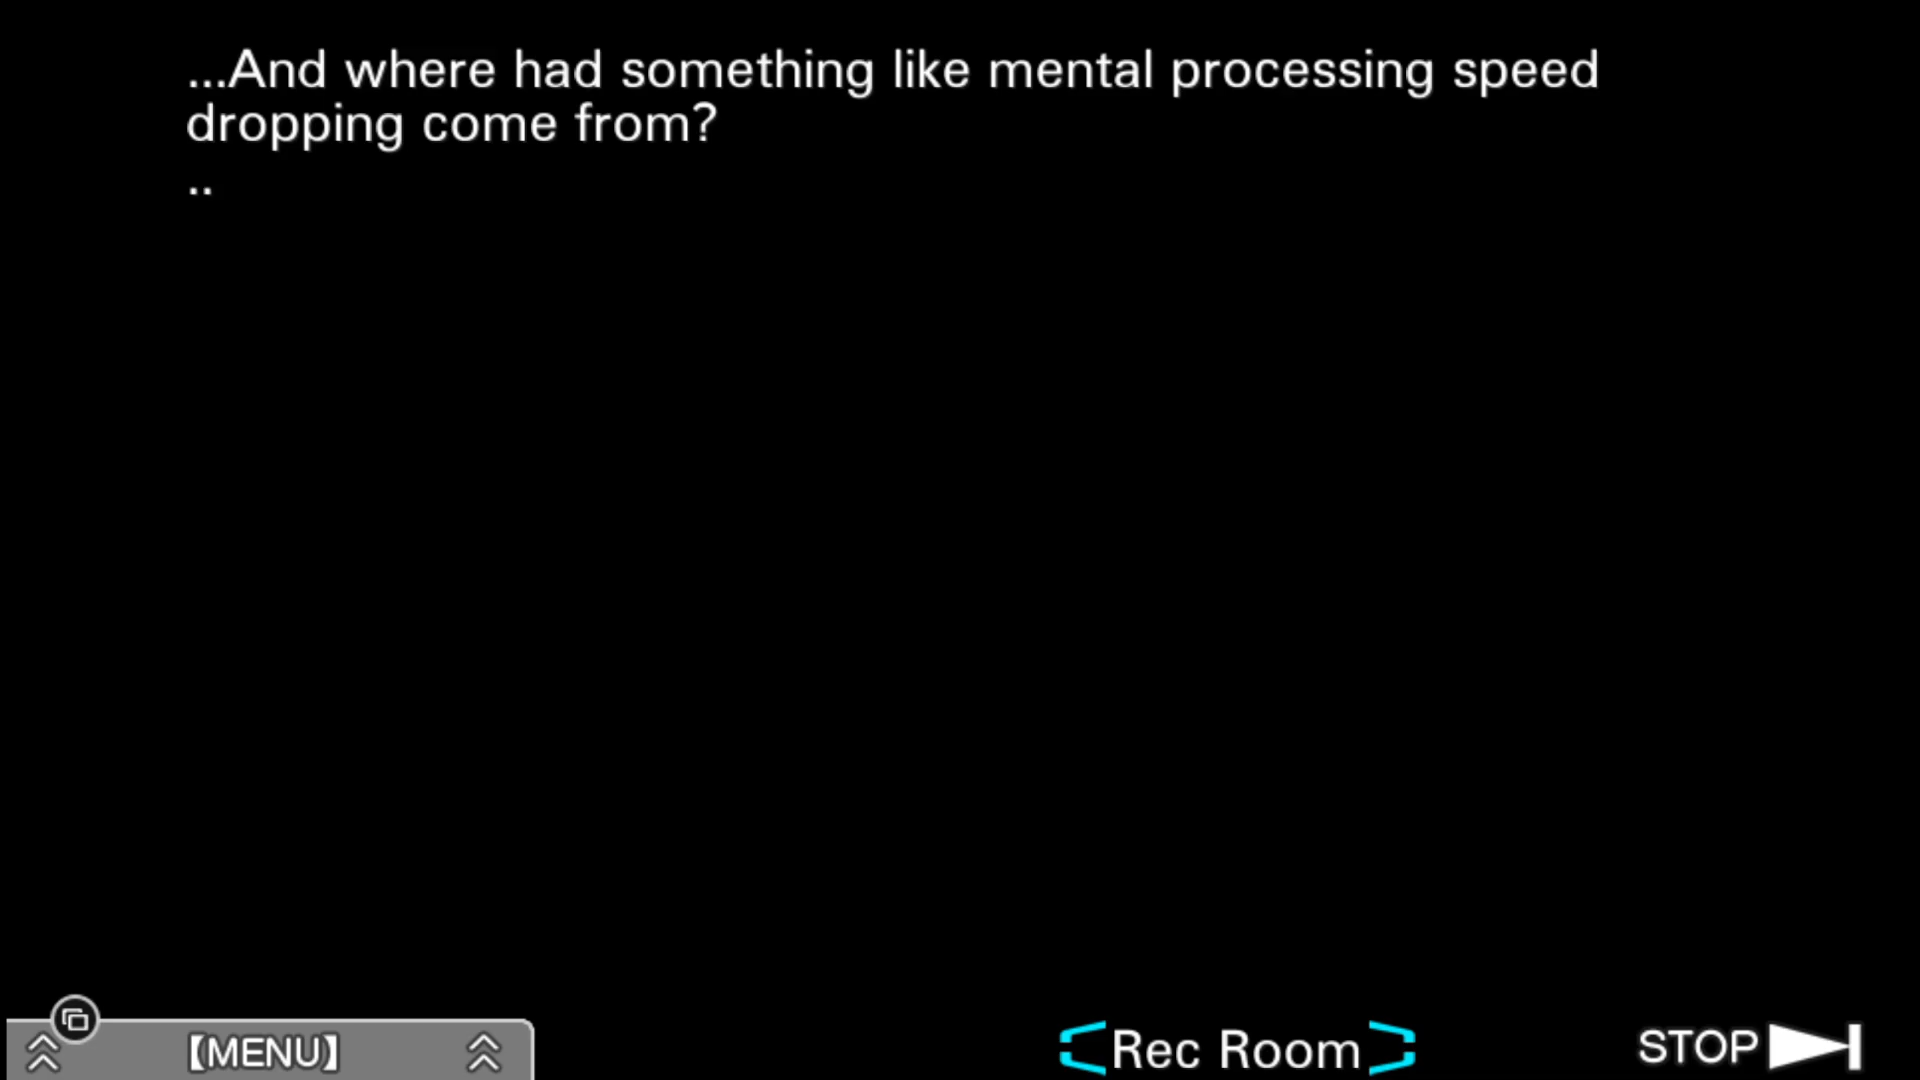 ...And where had something like mental processing speed
dropping come from?
..
【MENU】
Rec Room
STOP